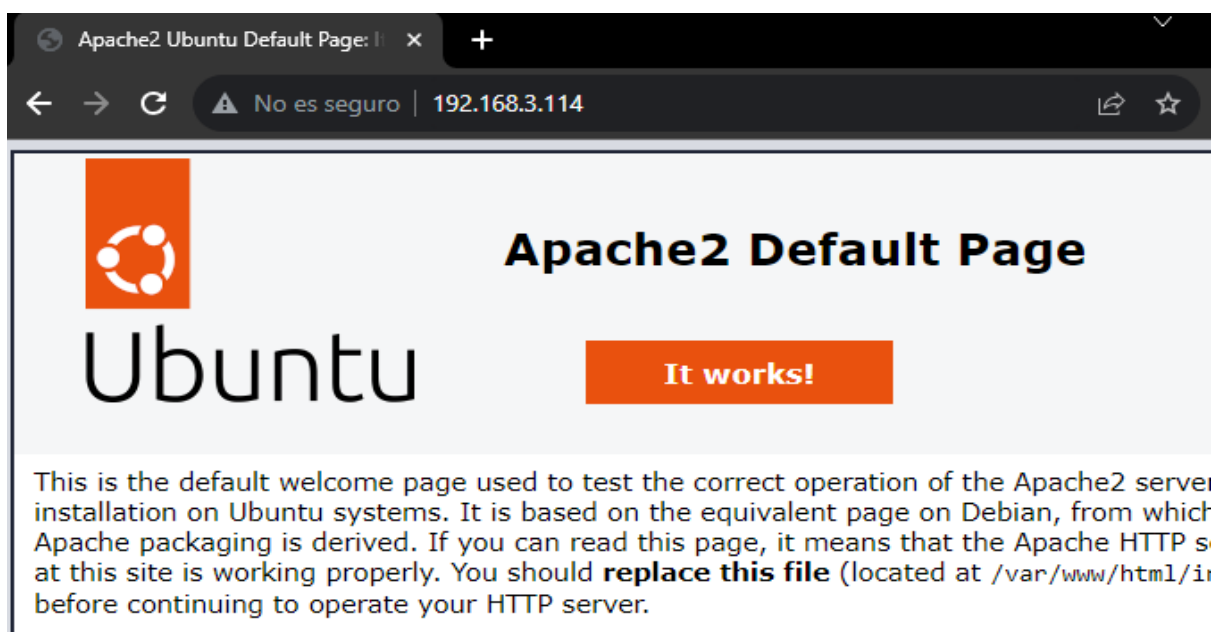 Apache2 Ubuntu Default Page: I
No es seguro | 192.168.3.114
Apache2 Default Page
Ubuntu
It works!
This is the default welcome page used to test the correct operation of the Apache2 server
installation on Ubuntu systems. It is based on the equivalent page on Debian, from which
Apache packaging is derived. If you can read this page, it means that the Apache HTTP
at this site is working properly. You should replace this file (located at /var/www/html/
before continuing to operate your HTTP server.